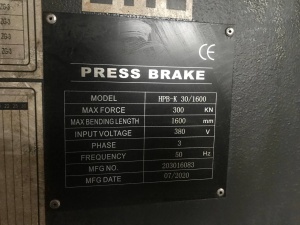 CE
PRESS BRAKE
MODEL HPB-K 30/1600
MAX FORCE 300 KN
MAX BENDING LENGTH 1600 mm
INPUT VOLTAGE 380 V
PHASE 3
FREQUENCY 50 Hz
MFG NO. 203016083
MFG DATE 07/2020